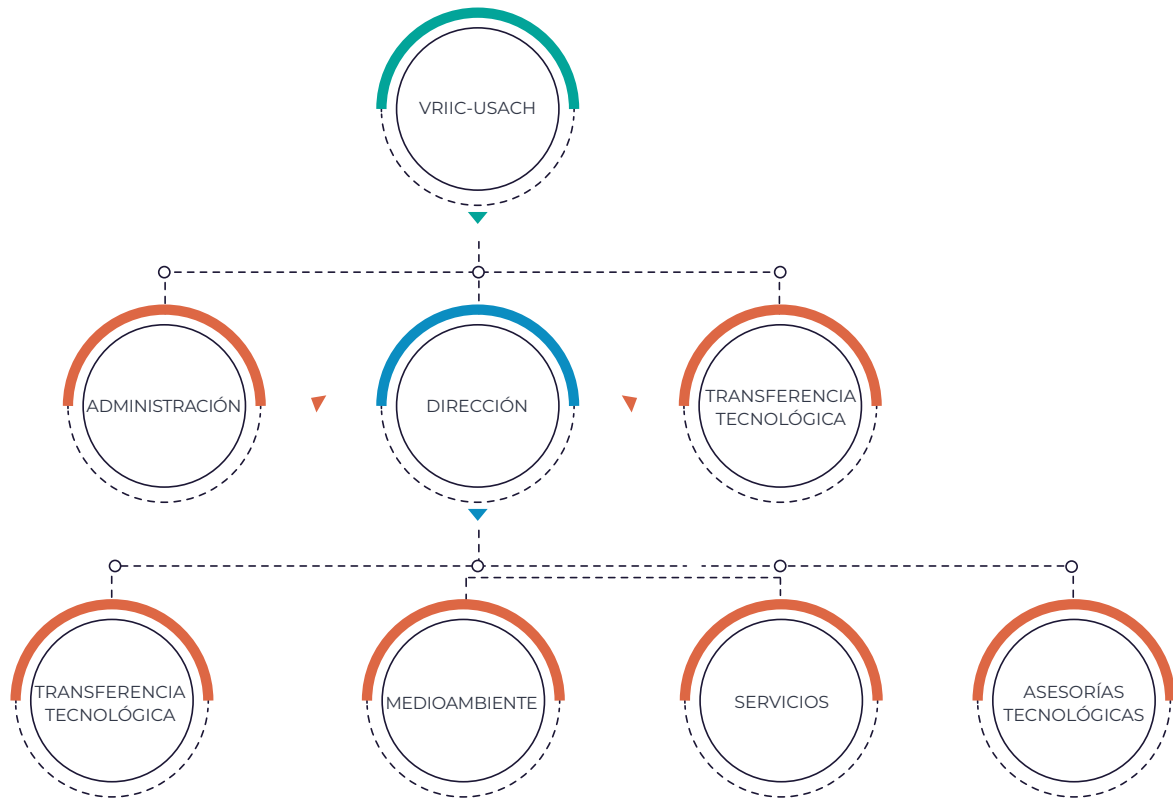 VRIIC-USACH
ADMINISTRACIÓN
DIRECCIÓN
TRANSFERENCIA
TECNOLÓGICA
TRANSFERENCIA
TECNOLÓGICA
MEDIOAMBIENTE
SERVICIOS
ASESORÍAS
TECNOLÓGICAS